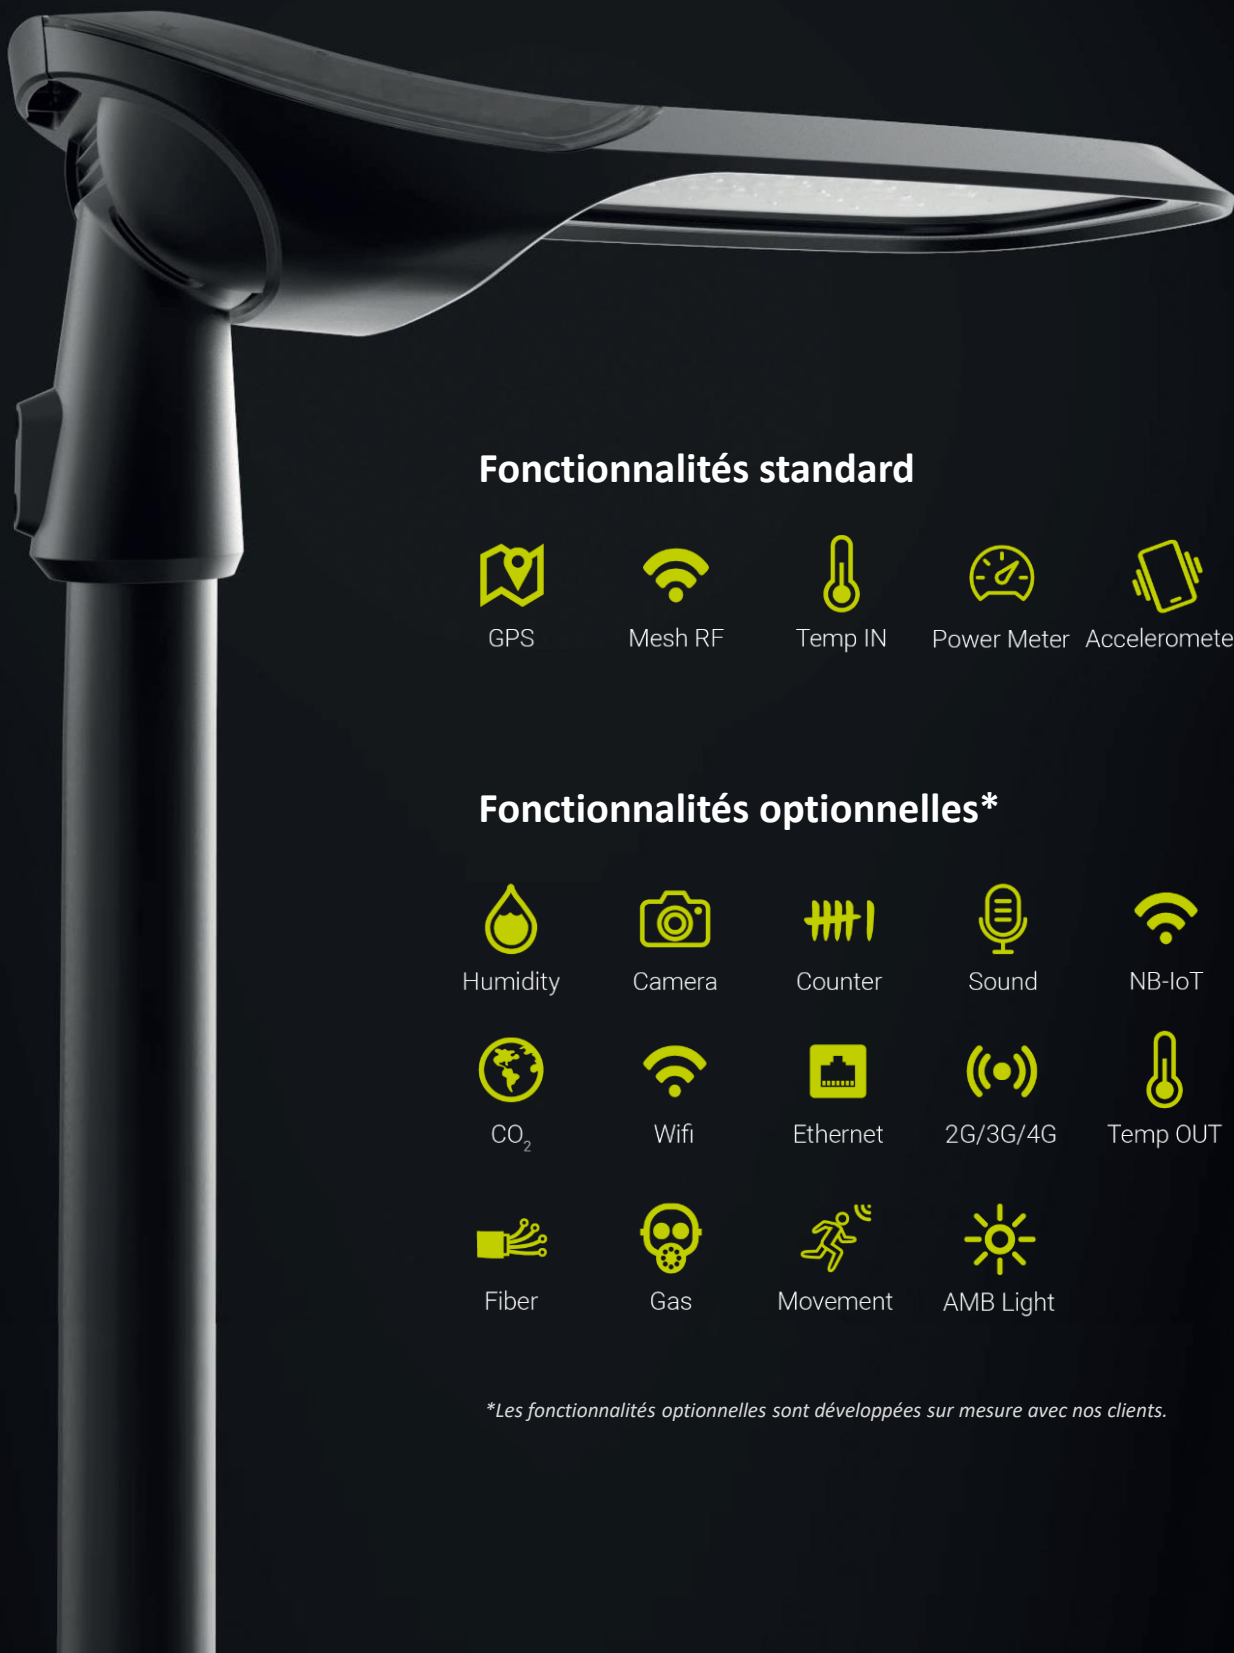 Fonctionnalités standard
GPS Mesh RF Temp IN Power Meter Acceleromete
Fonctionnalités optionnelles*
Humidity Camera Counter Sound NB-IoT
CO₂ Wifi Ethernet 2G/3G/4G Temp OUT
Fiber Gas Movement AMB Light
*Les fonctionnalités optionnelles sont développées sur mesure avec nos clients.